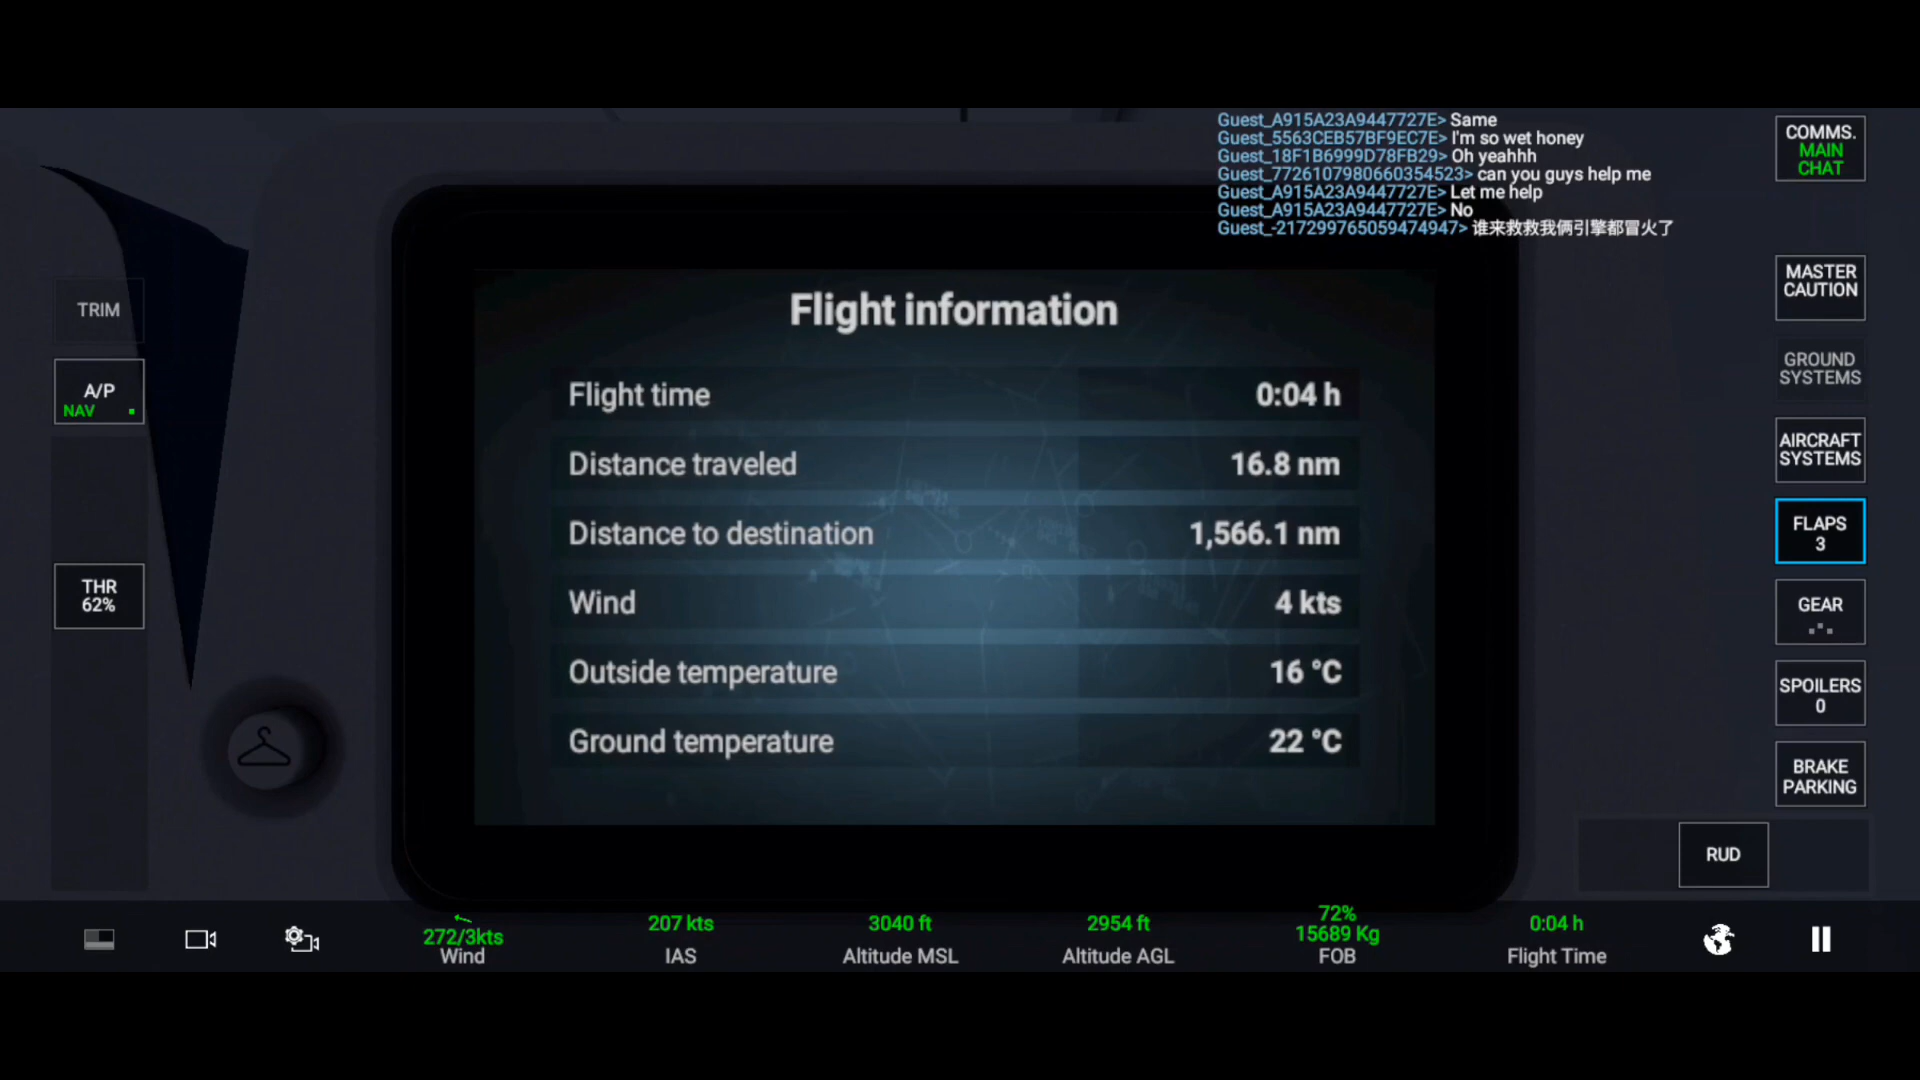 Guest_A915A23A9447727E> Same
Guest_5563CEB57BF9EC7E> I'm so wet honey
Guest_18F1B6999D78FB29> Oh yeahhh
Guest_7726107980660354523> can you guys help me
Guest_A915A23A9447727E> Let me help
Guest_A915A23A9447727E> No
Guest_-2172997650594749​47> 谁来救救我俩引擎都冒火了
COMMS.
MAIN
CHAT
MASTER
CAUTION
GROUND
SYSTEMS
AIRCRAFT
SYSTEMS
FLAPS
3
GEAR
SPOILERS
0
BRAKE
PARKING
RUD
TRIM
A/P
NAV
THR
62%
Flight information
Flight time 0:04 h
Distance traveled 16.8 nm
Distance to destination 1,566.1 nm
Wind 4 kts
Outside temperature 16 °C
Ground temperature 22 °C
272/3kts
Wind
207 kts
IAS
3040 ft
Altitude MSL
2954 ft
Altitude AGL
72%
15689 Kg
FOB
0:04 h
Flight Time